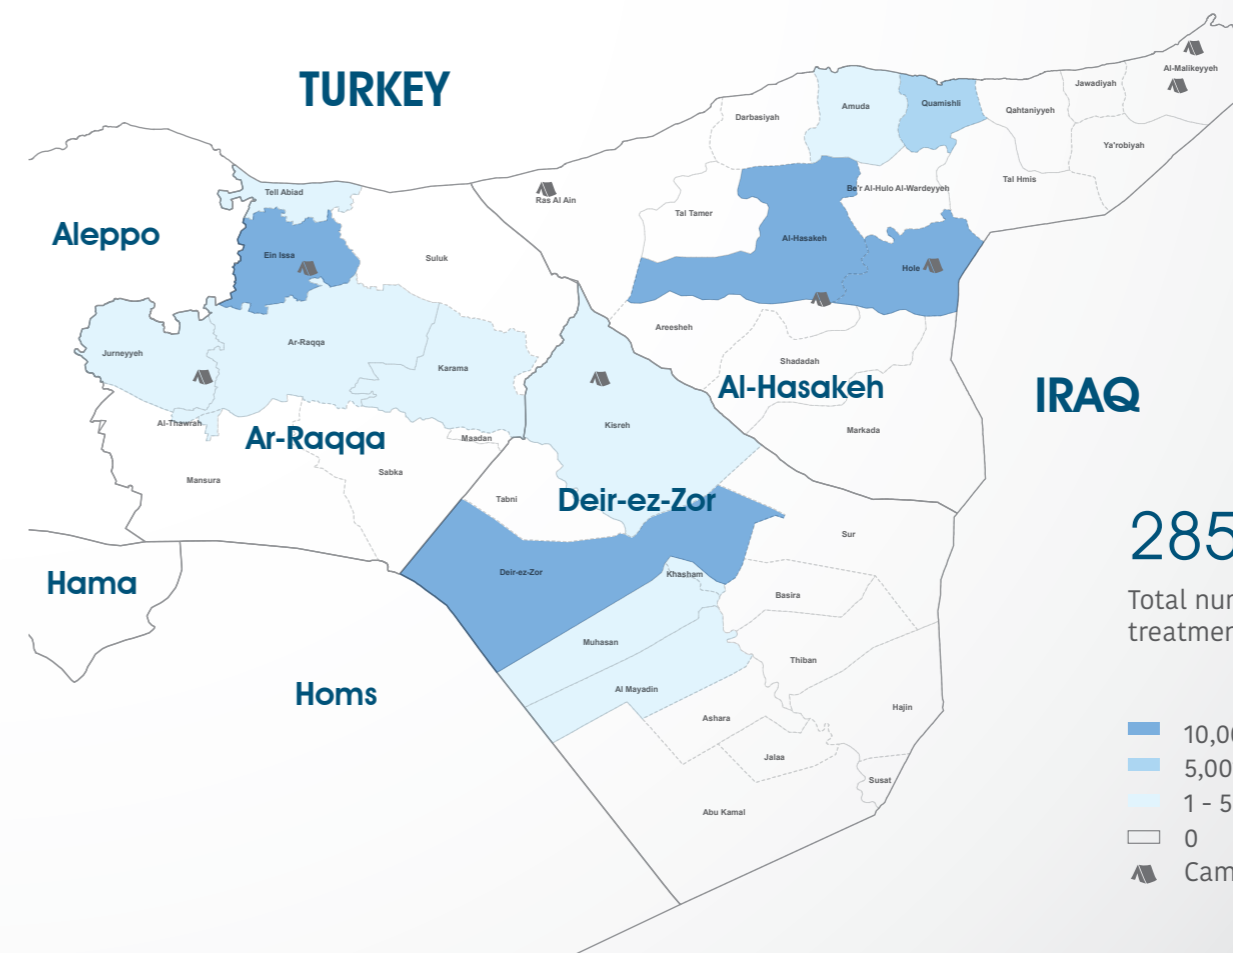 TURKEY
Al-Malikeyyeh
Jawadiyah
Qahtaniyyeh
Quamishli
Amuda
Darbasiyah
Ya'robiyah
Tal Hmis
Be'r Al-Hulo Al-Wardeyyeh
Tell Abiad
Ras Al Ain
Tal Tamer
Aleppo
Al-Hasakeh
Ein Issa
Suluk
Hole
Areesheh
Ar-Raqqa
Jurneyyeh
Karama
Shadadah
Al-Hasakeh
IRAQ
Al-Thawrah
Ar-Raqqa
Maadan
Kisreh
Markada
Mansura
Sabka
Tabni
Deir-ez-Zor
Sur
285
Deir-ez-Zor
Khasham
Hama
Basira
Total nur
treatmer
Muhasan
Thiban
Homs
Al Mayadin
Ashara
Hajin
Jalaa
Susat
Abu Kamal
10,00
5,00
1 - 5
0
Cam